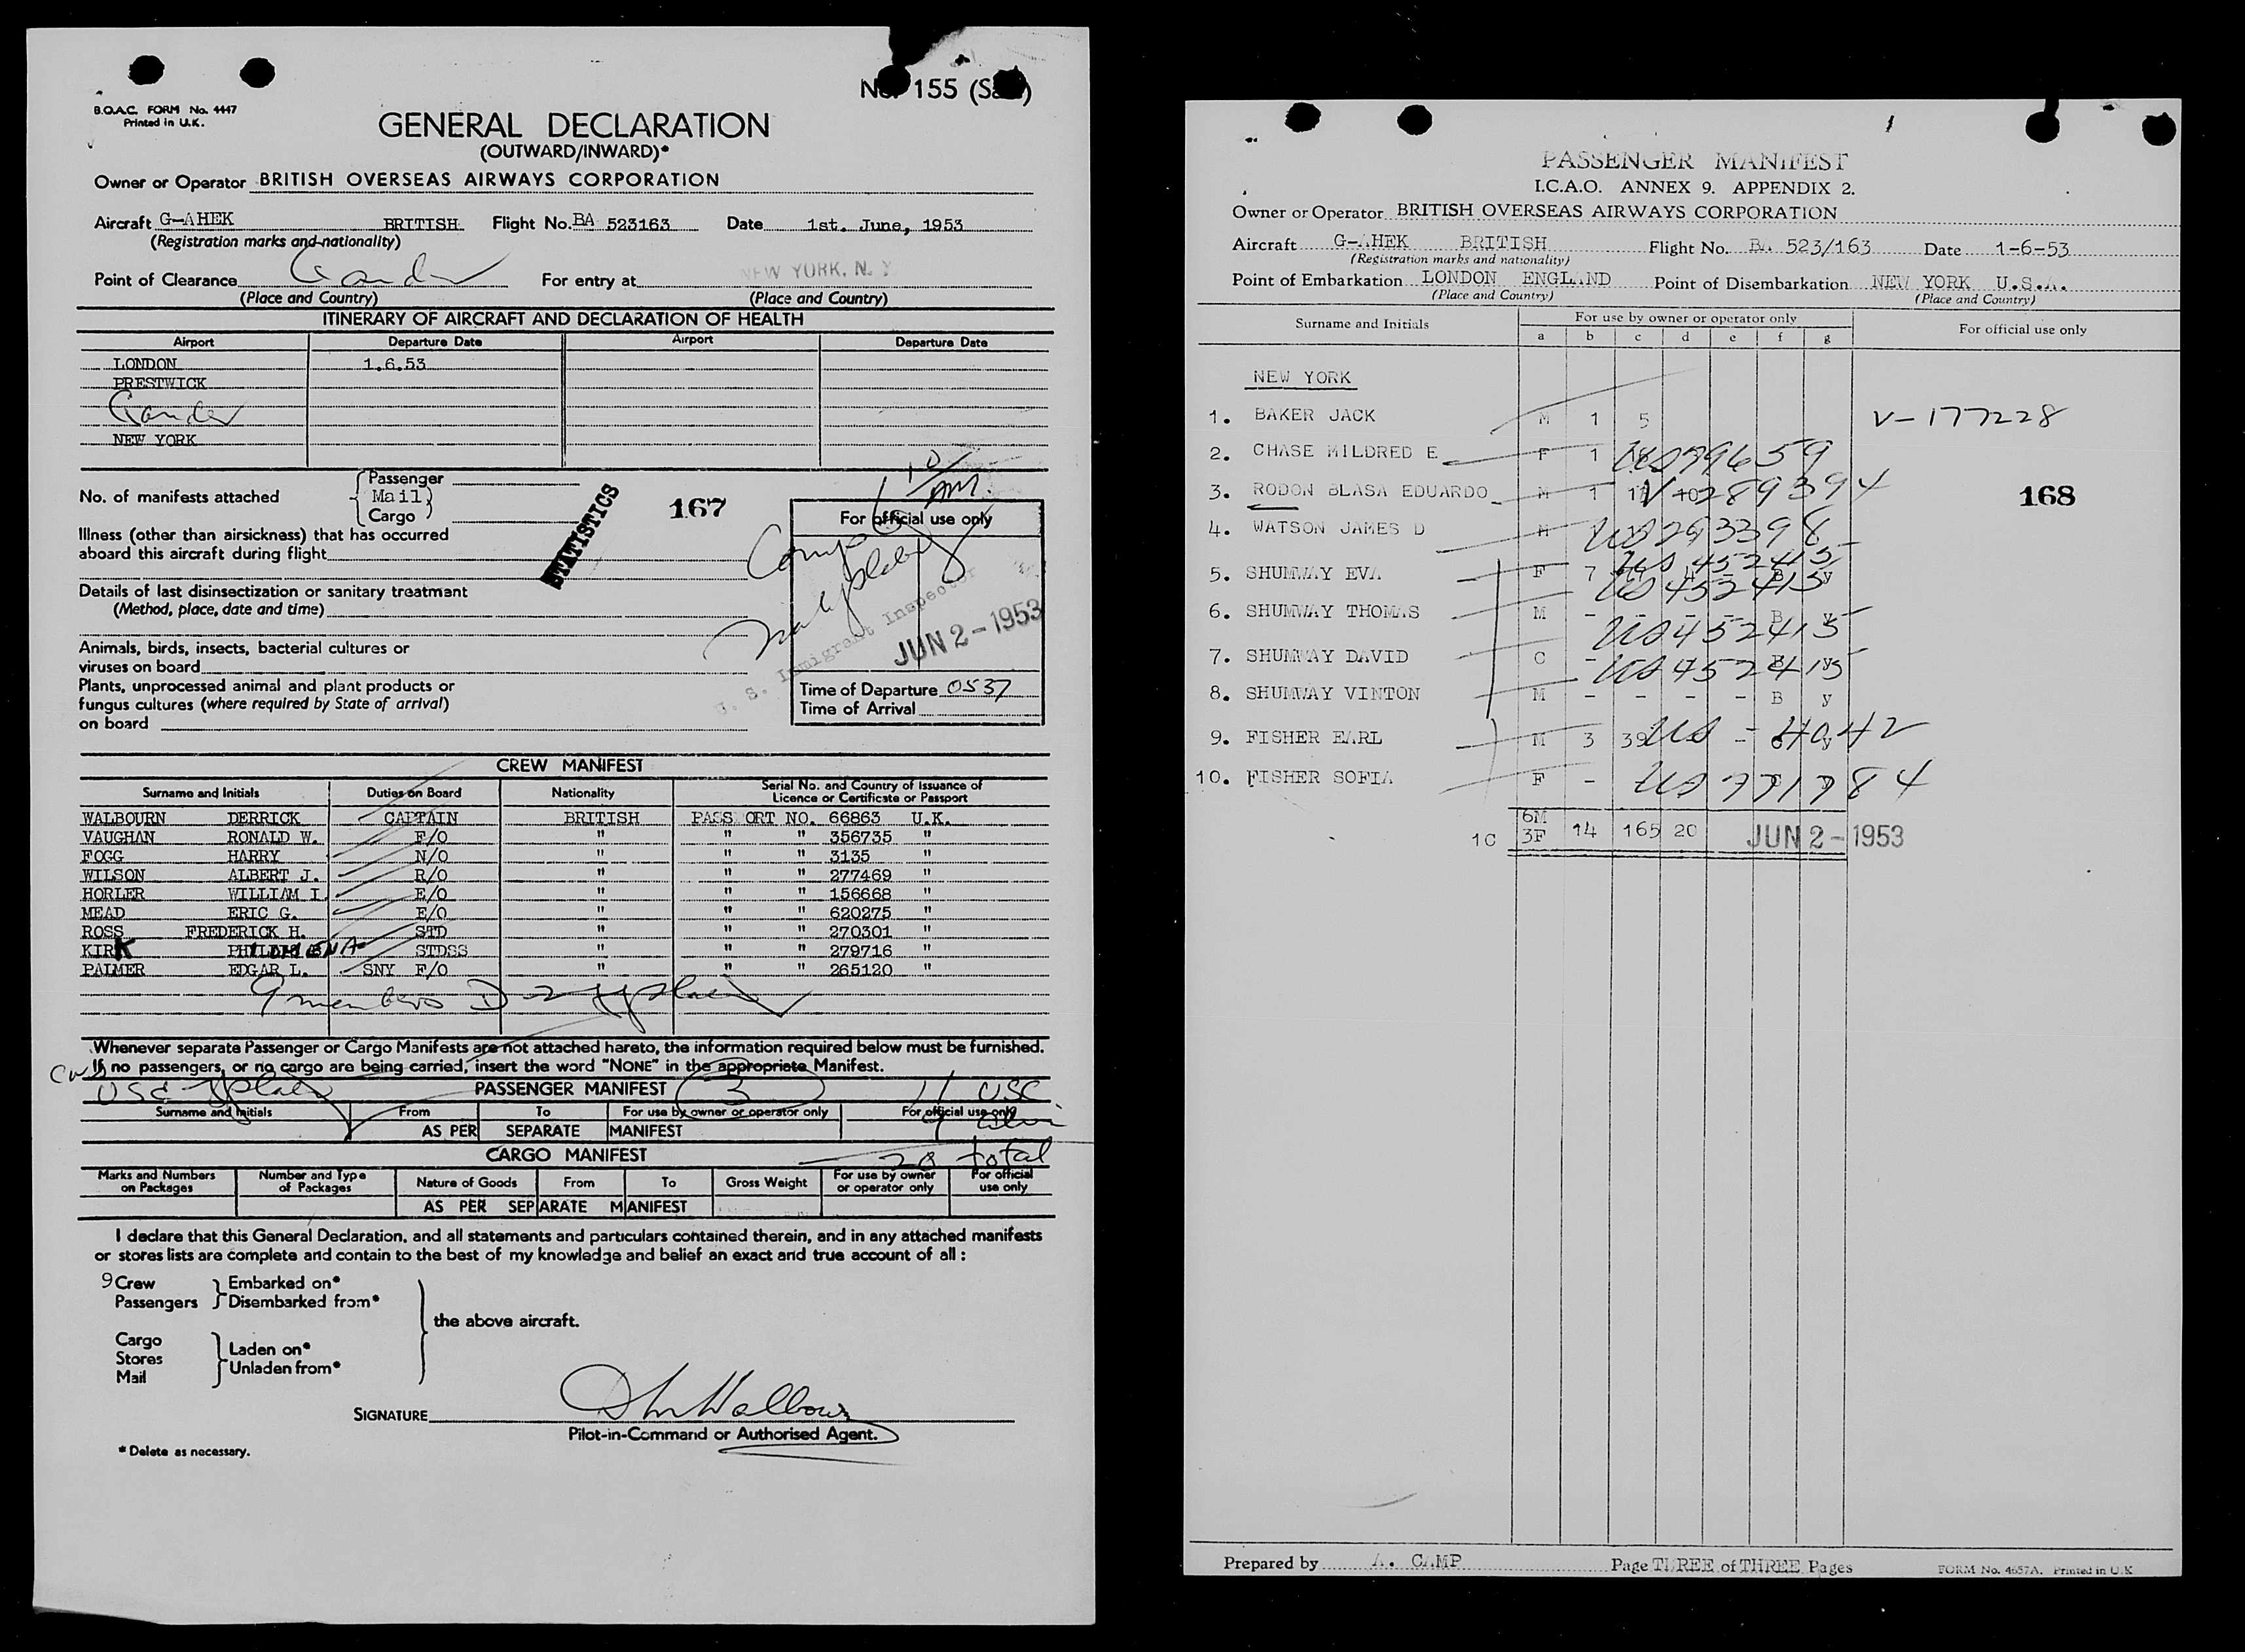 B.O.A.C. FORM No. 4447
Printed in U.K.
No. 155 (S
GENERAL DECLARATION
(OUTWARD/INWARD)*
Owner or Operator BRITISH OVERSEAS AIRWAYS CORPORATION
Aircraft G-AHEK BRITISH Flight No. BA 523163 Date 1st. June, 1953
(Registration marks and nationality)
Point of Clearance Gander For entry at NEW YORK, N. Y.
(Place and Country) (Place and Country)
ITINERARY OF AIRCRAFT AND DECLARATION OF HEALTH
Airport Departure Date Airport Departure Date
LONDON 1.6.53
PRESTWICK
Gander
NEW YORK
No. of manifests attached
Passenger
Mail
Cargo
STATISTICS
167
Illness (other than airsickness) that has occurred
aboard this aircraft during flight
Details of last disinsectization or sanitary treatment
(Method, place, date and time)
Animals, birds, insects, bacterial cultures or
viruses on board
Plants, unprocessed animal and plant products or
fungus cultures (where required by State of arrival)
on board
For official use only
U. S. Immigrant Inspector
JUN 2 - 1953
Time of Departure 0537
Time of Arrival
CREW MANIFEST
Surname and Initials Duties on Board Nationality Serial No. and Country of Issuance of
Licence or Certificate or Passport
WALBOURN DERRICK CAPTAIN BRITISH PASS ORT NO. 66863 U.K.
VAUGHAN RONALD W. F/O " " " 356735 "
FOGG HARRY N/O " " " 3135 "
WILSON ALBERT J. R/O " " " 277469 "
HORLER WILLIAM I. E/O " " " 156668 "
MEAD ERIC G. E/O " " " 620275 "
ROSS FREDERICK H. STD " " " 270301 "
KIRK PHILOMENA STDSS " " " 279716 "
PALMER EDGAR L. SNY F/O " " " 265120 "
9 members
Whenever separate Passenger or Cargo Manifests are not attached hereto, the information required below must be furnished.
If no passengers, or no cargo are being carried, insert the word "NONE" in the appropriate Manifest.
PASSENGER MANIFEST 3 11 USC
Surname and Initials From To For use by owner or operator only For official use only
AS PER SEPARATE MANIFEST
CARGO MANIFEST 20 total
Marks and Numbers on Packages Number and Type of Packages Nature of Goods From To Gross Weight For use by owner or operator only For official use only
AS PER SEPARATE MANIFEST
I declare that this General Declaration, and all statements and particulars contained therein, and in any attached manifests
or stores lists are complete and contain to the best of my knowledge and belief an exact and true account of all :
9 Crew Embarked on*
Passengers Disembarked from*
the above aircraft.
Cargo
Stores Laden on*
Mail Unladen from*
SIGNATURE
Pilot-in-Command or Authorised Agent.
* Delete as necessary.
PASSENGER MANIFEST
I.C.A.O. ANNEX 9. APPENDIX 2.
Owner or Operator BRITISH OVERSEAS AIRWAYS CORPORATION
Aircraft G-AHEK BRITISH Flight No. BA 523/163 Date 1-6-53
(Registration marks and nationality)
Point of Embarkation LONDON ENGLAND Point of Disembarkation NEW YORK U.S.A.
(Place and Country) (Place and Country)
Surname and Initials For use by owner or operator only For official use only
a b c d e f g
NEW YORK
1. BAKER JACK M 1 5 V-177228
2. CHASE MILDRED E F 1
3. RODON BLASA EDUARDO M 1 V-289394
168
4. WATSON JAMES D M
5. SHUMWAY EVA F 7 B y US 452415
6. SHUMWAY THOMAS M - - - - B y US 452415
7. SHUMWAY DAVID C US 452415
8. SHUMWAY VINTON M - - - - B y US 452415
9. FISHER EARL M 3 39 US - 4042
10. FISHER SOFIA F -
1C 6M 3F 14 165 20 JUN 2 - 1953
Prepared by A. CAMP Page THREE of THREE Pages FORM No. 4657A. Printed in U.K